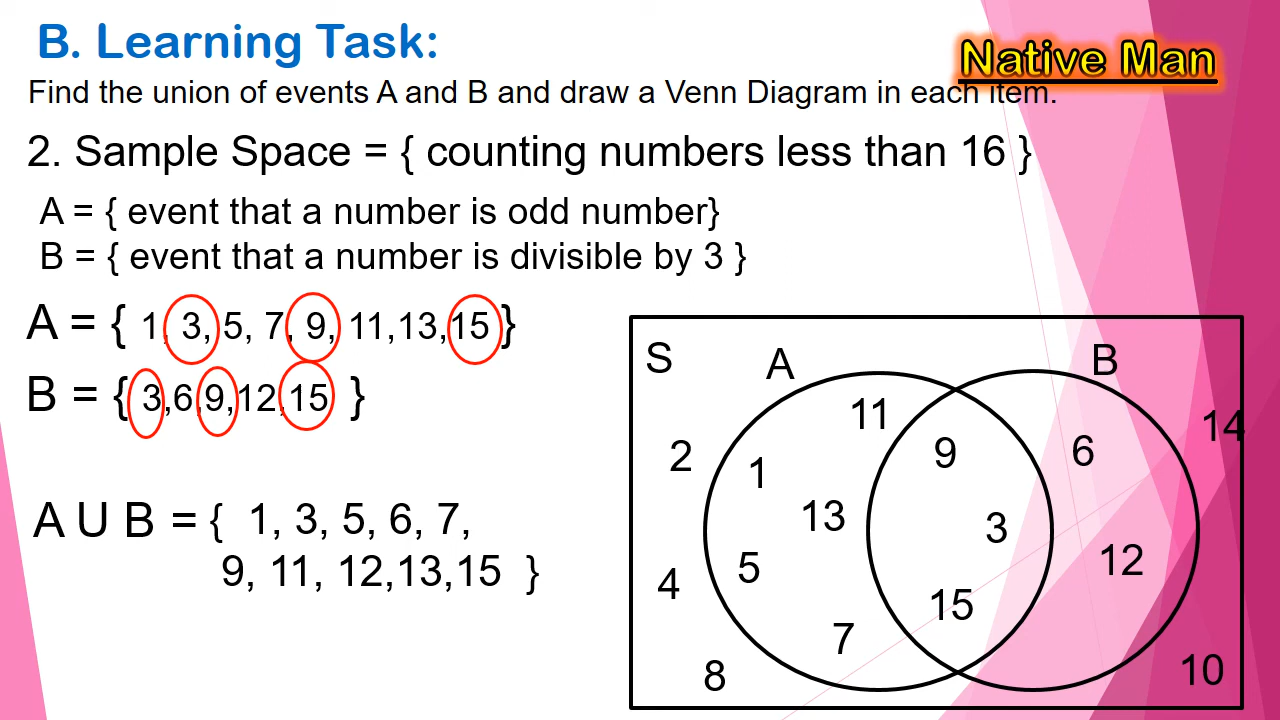 B. Learning Task:
Native Man
Find the union of events A and B and draw a Venn Diagram in each item.
2. Sample Space = { counting numbers less than 16 }
A = { event that a number is odd number}
B = { event that a number is divisible by 3 }
A = { 1, 3, 5, 7, 9, 11,13,15 }
B = { 3,6,9,12,15 }
A U B = { 1, 3, 5, 6, 7,
9, 11, 12,13,15 }
S
A
B
11
14
2
1
9
6
13
3
5
12
4
15
7
8
10